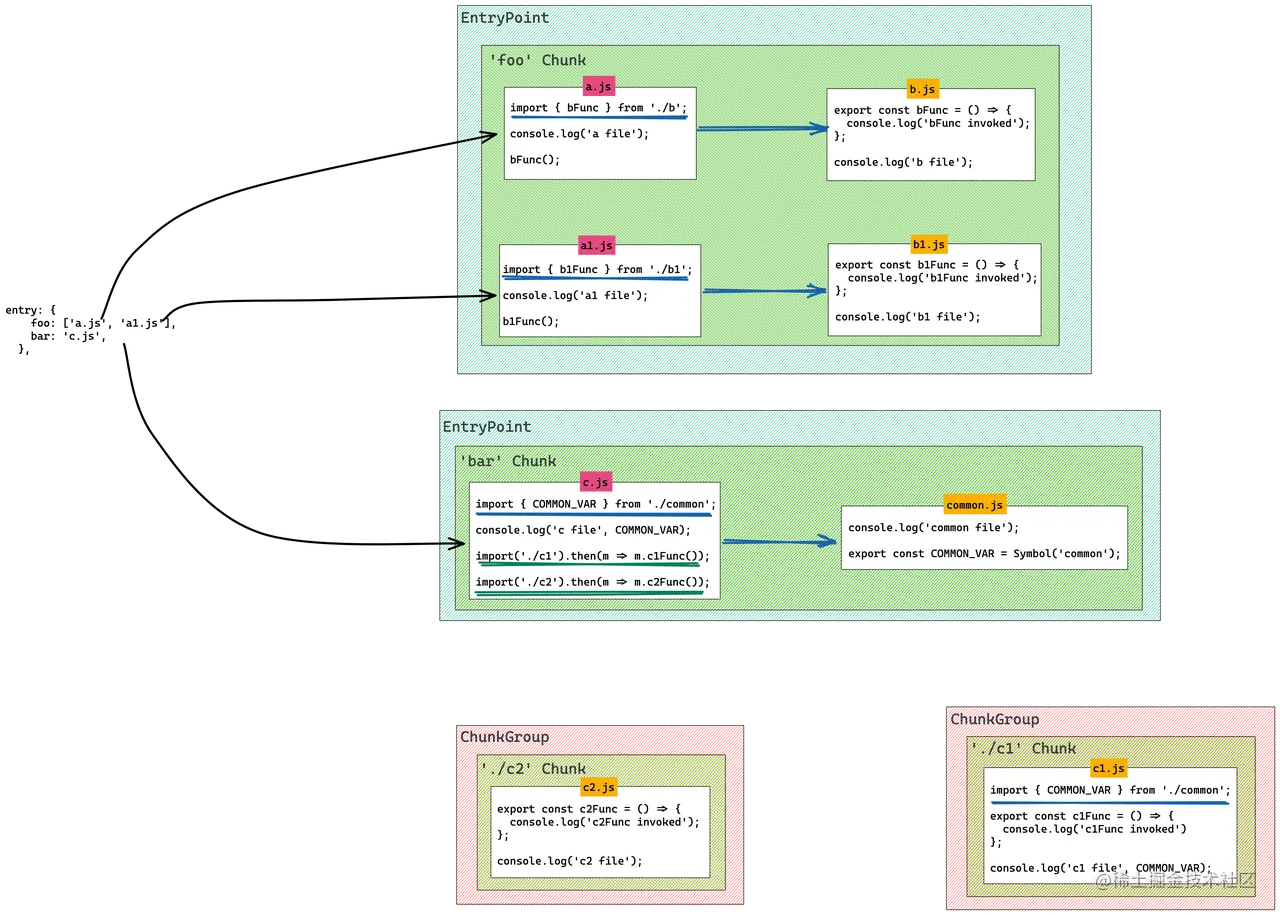 EntryPoint
'foo' Chunk
a.js
import { bFunc } from './b';
console.log('a file');
bFunc();
b.js
export const bFunc = () => {
console.log('bFunc invoked');
};
console.log('b file');
a1.js
import { b1Func } from './b1';
console.log('a1 file');
b1Func();
b1.js
export const b1Func = () => {
console.log('b1Func invoked');
};
console.log('b1 file');
entry: {
foo: ['a.js', 'a1.js'],
bar: 'c.js',
},
EntryPoint
'bar' Chunk
c.js
import { COMMON_VAR } from './common';
console.log('c file', COMMON_VAR);
import('./c1').then(m => m.c1Func());
import('./c2').then(m => m.c2Func());
common.js
console.log('common file');
export const COMMON_VAR = Symbol('common');
ChunkGroup
'./c2' Chunk
c2.js
export const c2Func = () => {
console.log('c2Func invoked');
};
console.log('c2 file');
ChunkGroup
'./c1' Chunk
c1.js
import { COMMON_VAR } from './common';
export const c1Func = () => {
console.log('c1Func invoked')
};
console.log('c1 file', COMMON_VAR);
@稀土掘金技术社区